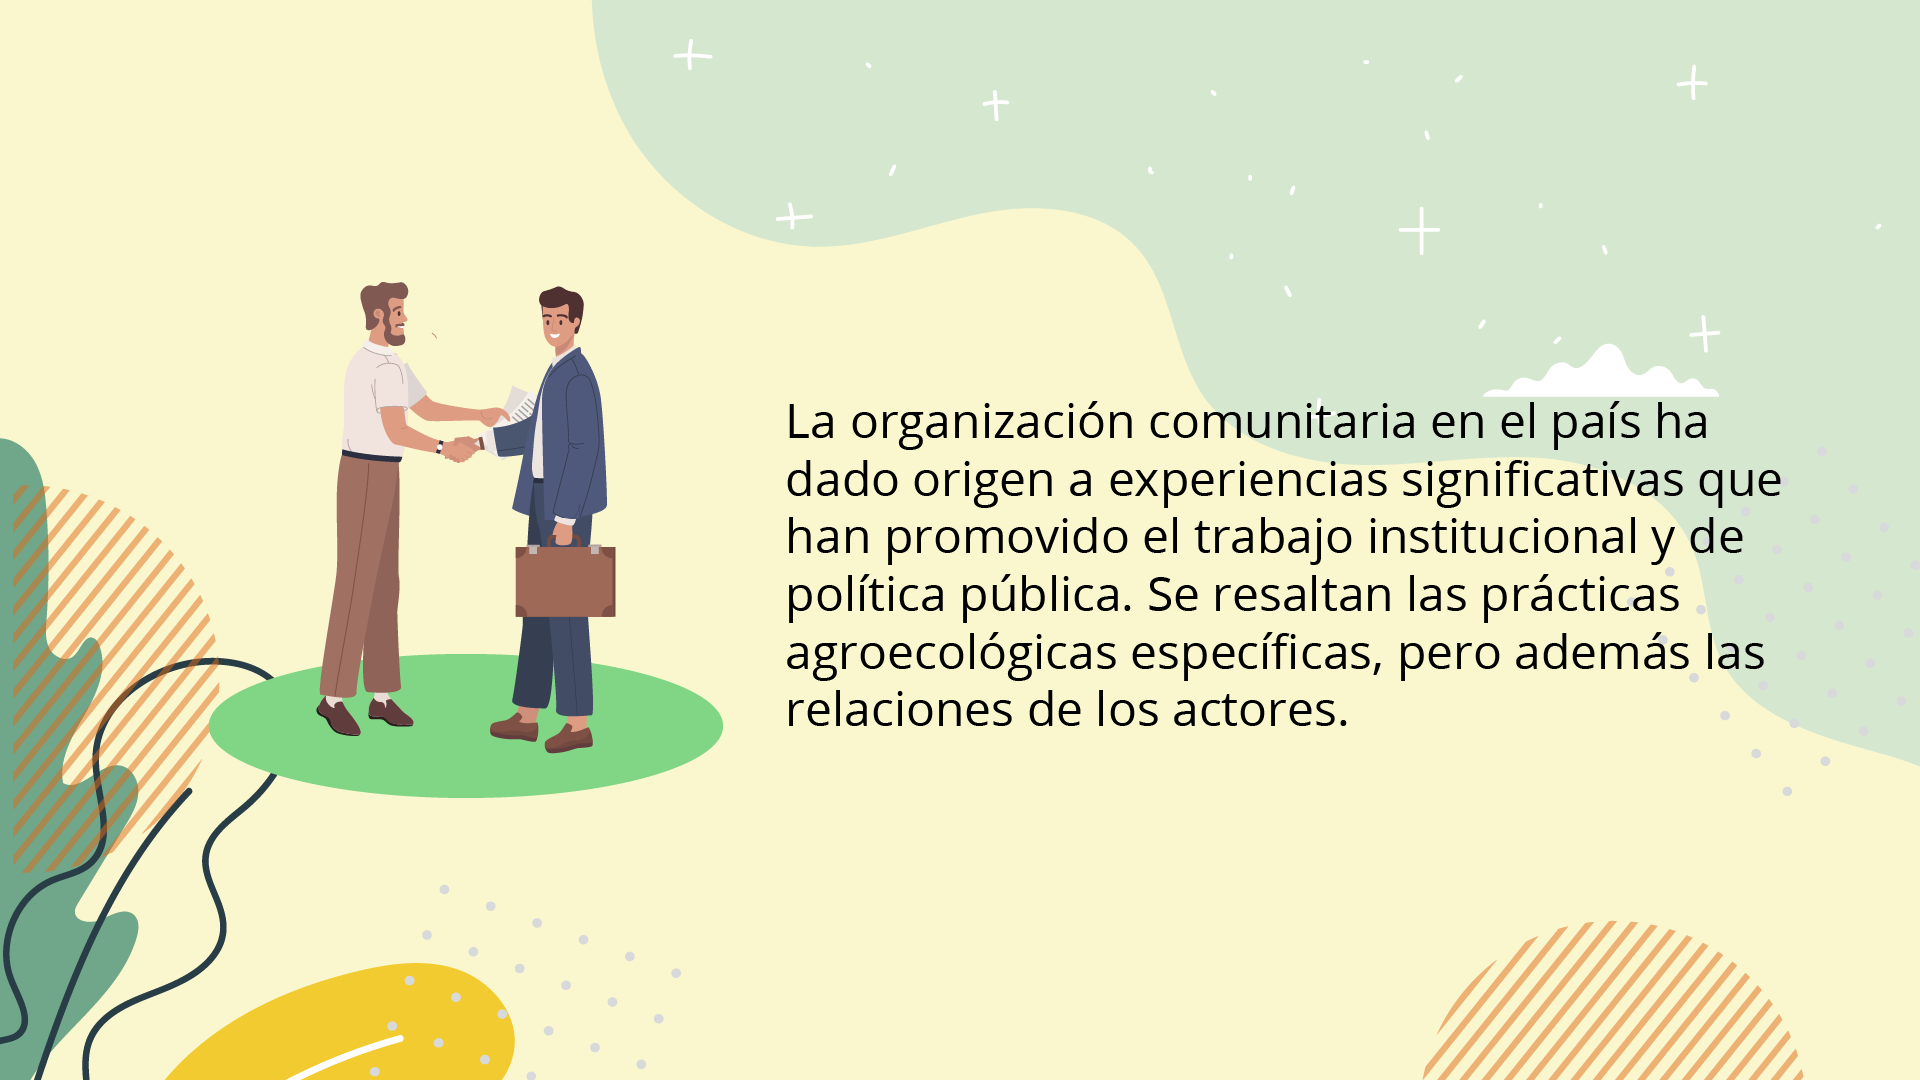 La organización comunitaria en el país ha
dado origen a experiencias significativas que
han promovido el trabajo institucional y de
política pública. Se resaltan las prácticas
agroecológicas específicas, pero además las
relaciones de los actores.